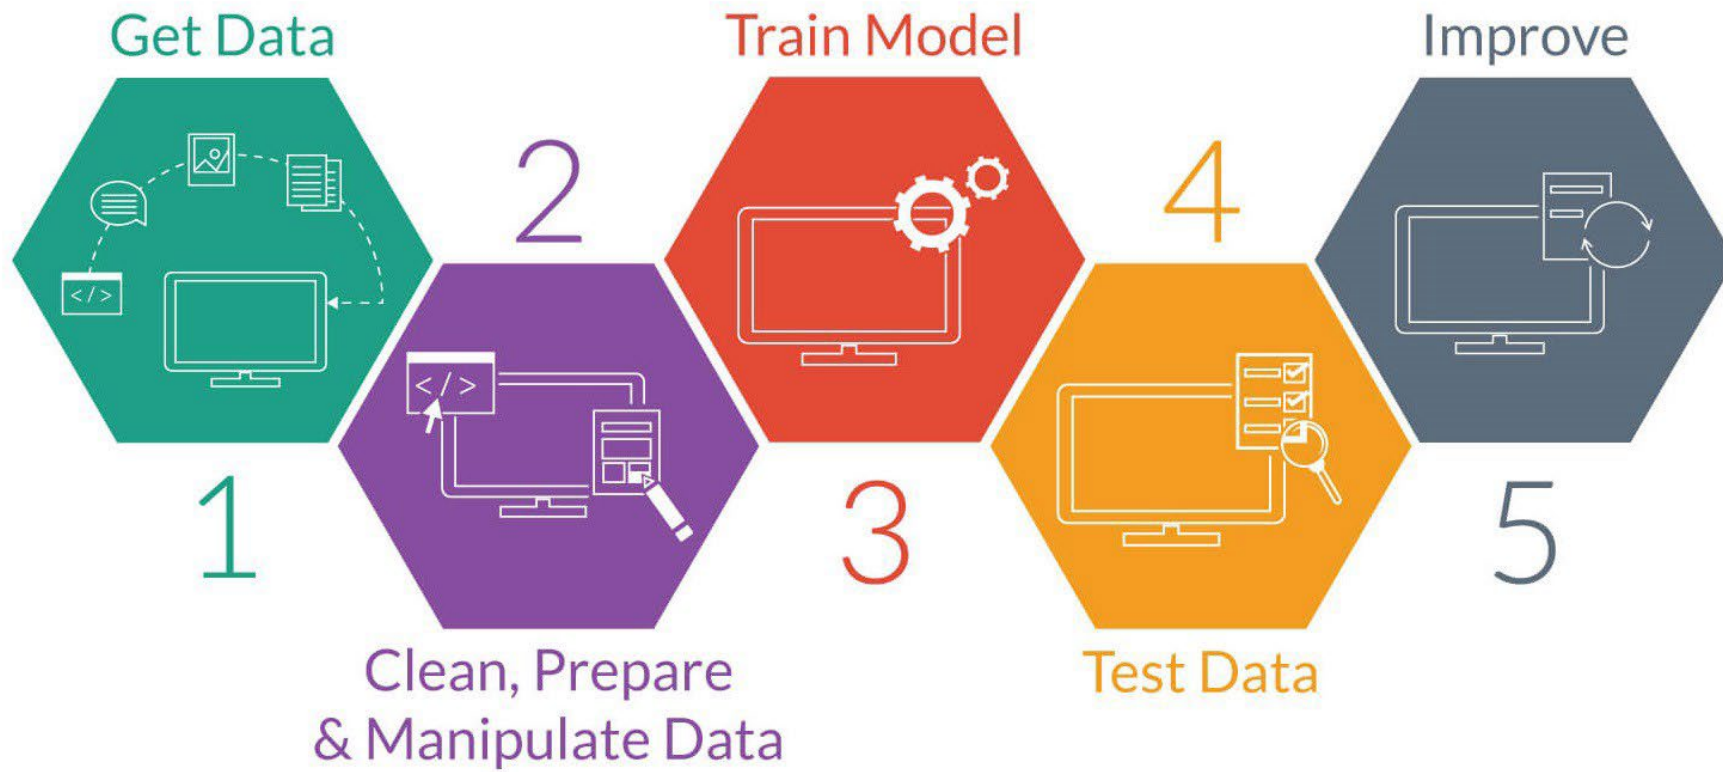 Get Data
1
2
Clean, Prepare
& Manipulate Data
</>
</>
Train Model
3
4
Test Data
Improve
5